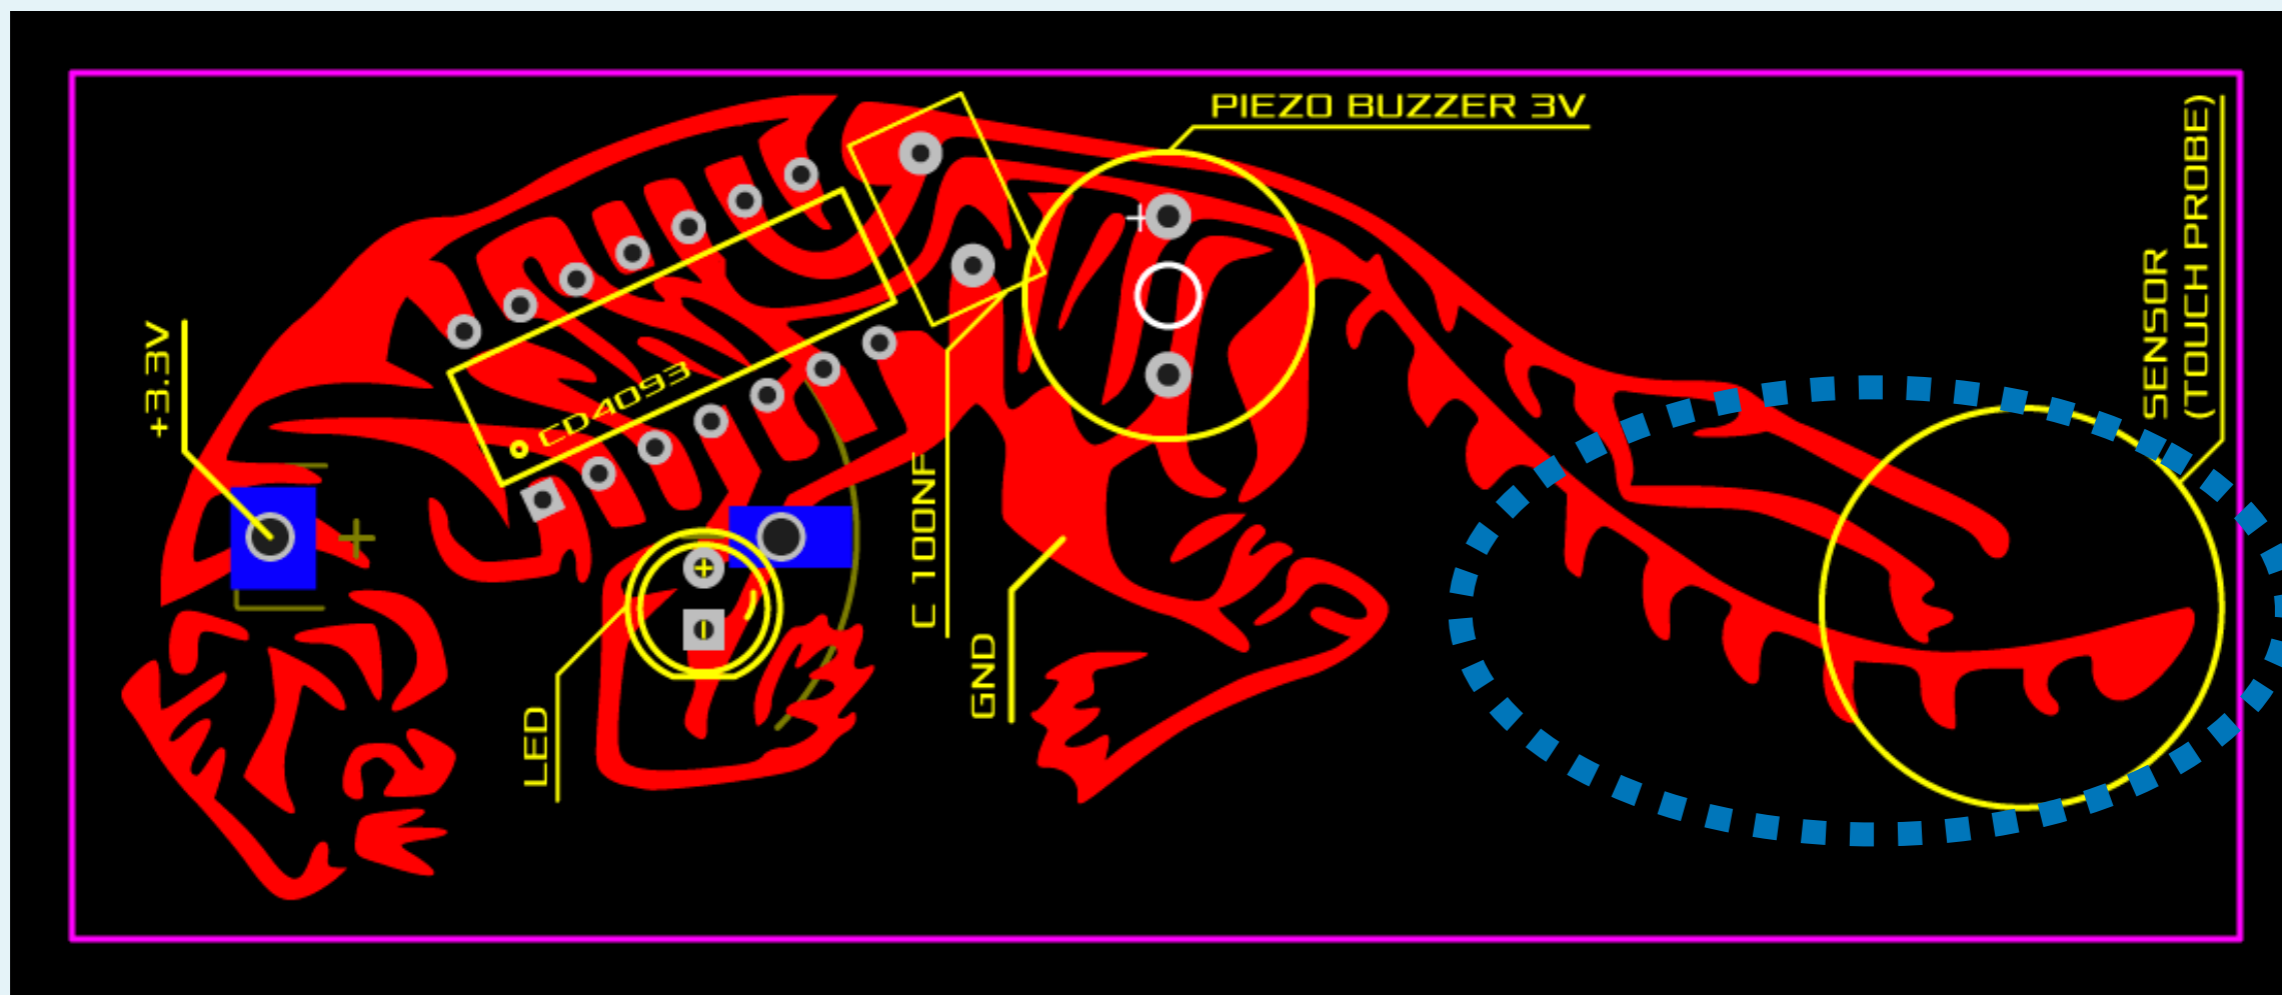 PIEZO BUZZER 3V
SENSOR
(TOUCH PROBE)
+3.3V
CD4093
+
+
+
C 100NF
GND
LED